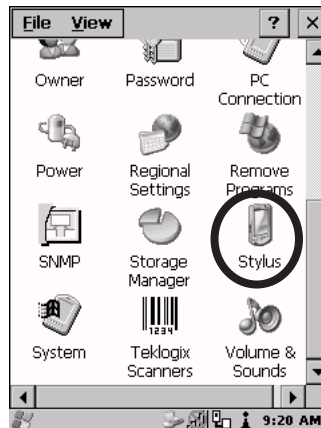 File View ? ×
Owner Password PC
Connection
Power Regional Remove
Settings Programs
SNMP Storage Stylus
Manager
1234
System Teklogix Volume &
Scanners Sounds
9:20 AM